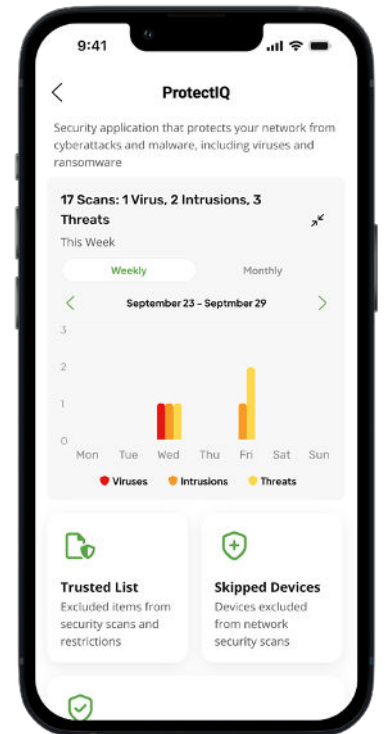 9:41
ProtectIQ
Security application that protects your network from
cyberattacks and malware, including viruses and
ransomware
17 Scans: 1 Virus, 2 Intrusions, 3
Threats
This Week
Weekly Monthly
September 23 – Septmber 29
3
2
1
0
Mon Tue Wed Thu Fri Sat Sun
Viruses Intrusions Threats
Trusted List
Excluded items from
security scans and
restrictions
Skipped Devices
Devices excluded
from network
security scans